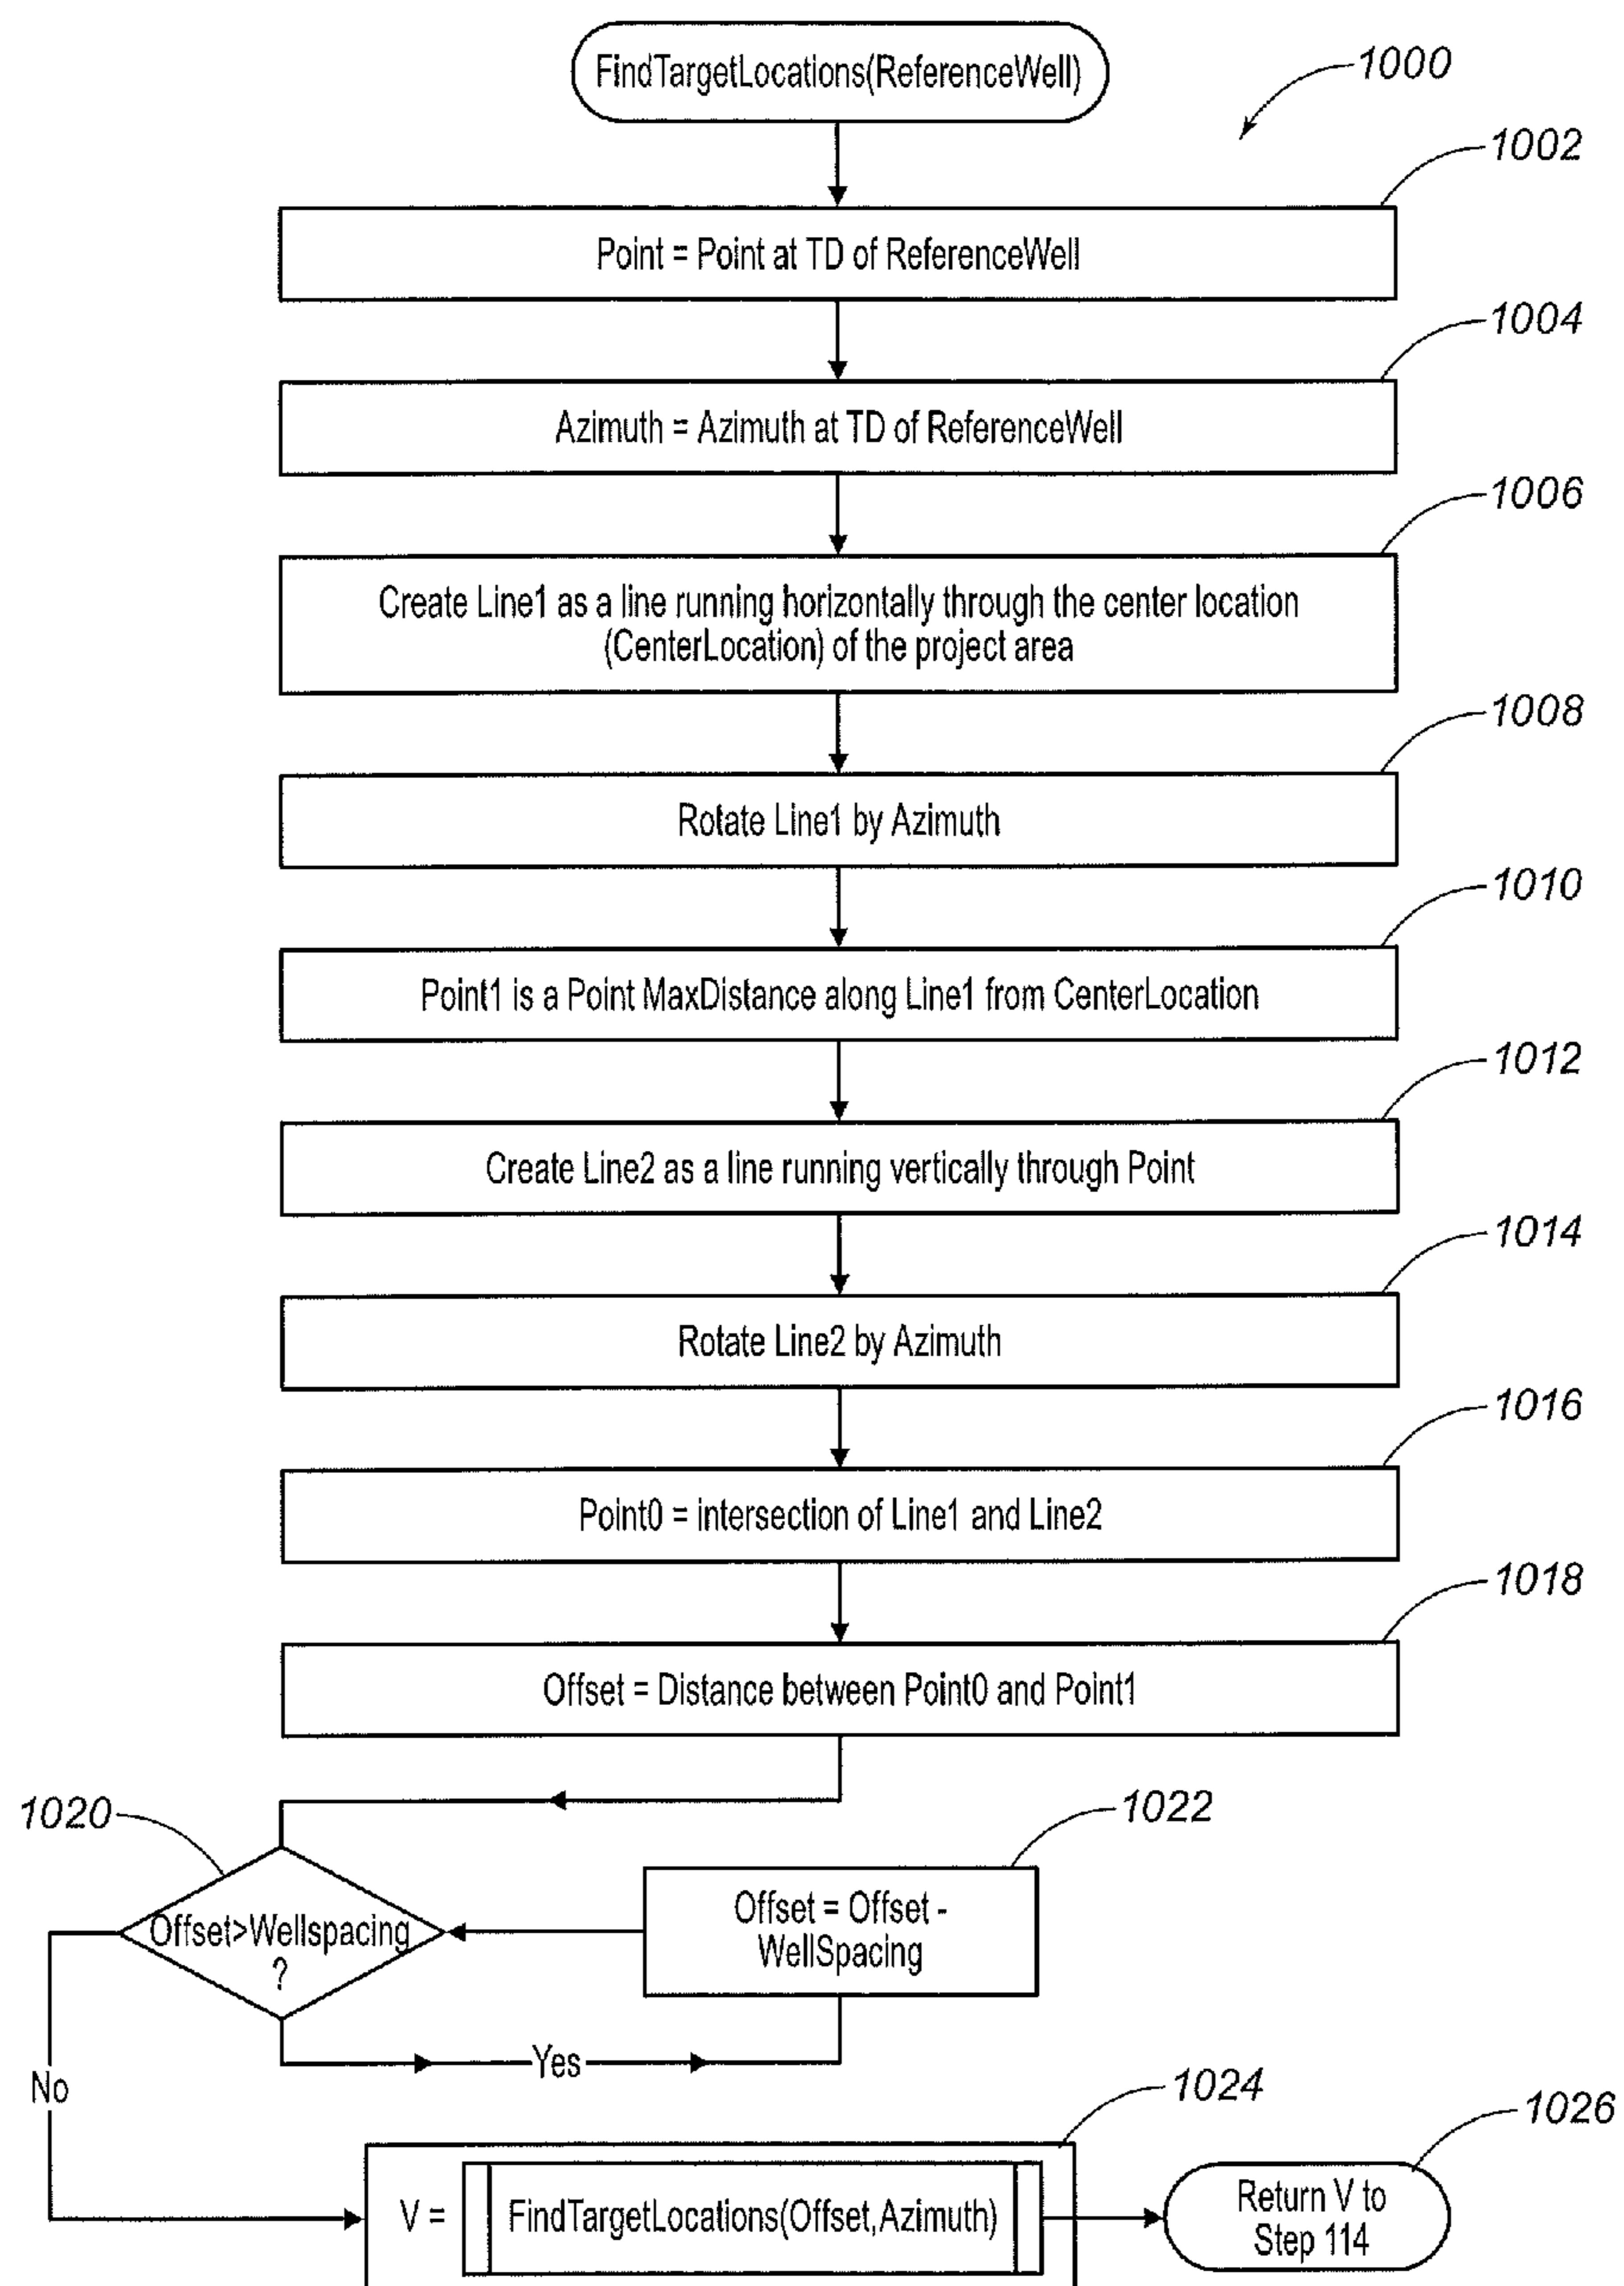 FindTargetLocations(ReferenceWell)
1000
1002
Point = Point at TD of ReferenceWell
1004
Azimuth = Azimuth at TD of ReferenceWell
1006
Create Line1 as a line running horizontally through the center location
(CenterLocation) of the project area
1008
Rotate Line1 by Azimuth
1010
Point1 is a Point MaxDistance along Line1 from CenterLocation
1012
Create Line2 as a line running vertically through Point
1014
Rotate Line2 by Azimuth
1016
Point0 = intersection of Line1 and Line2
1018
Offset = Distance between Point0 and Point1
1020
1022
Offset>Wellspacing
?
Offset = Offset -
WellSpacing
Yes
No
1024
1026
V =
FindTargetLocations(Offset,Azimuth)
Return V to
Step 114